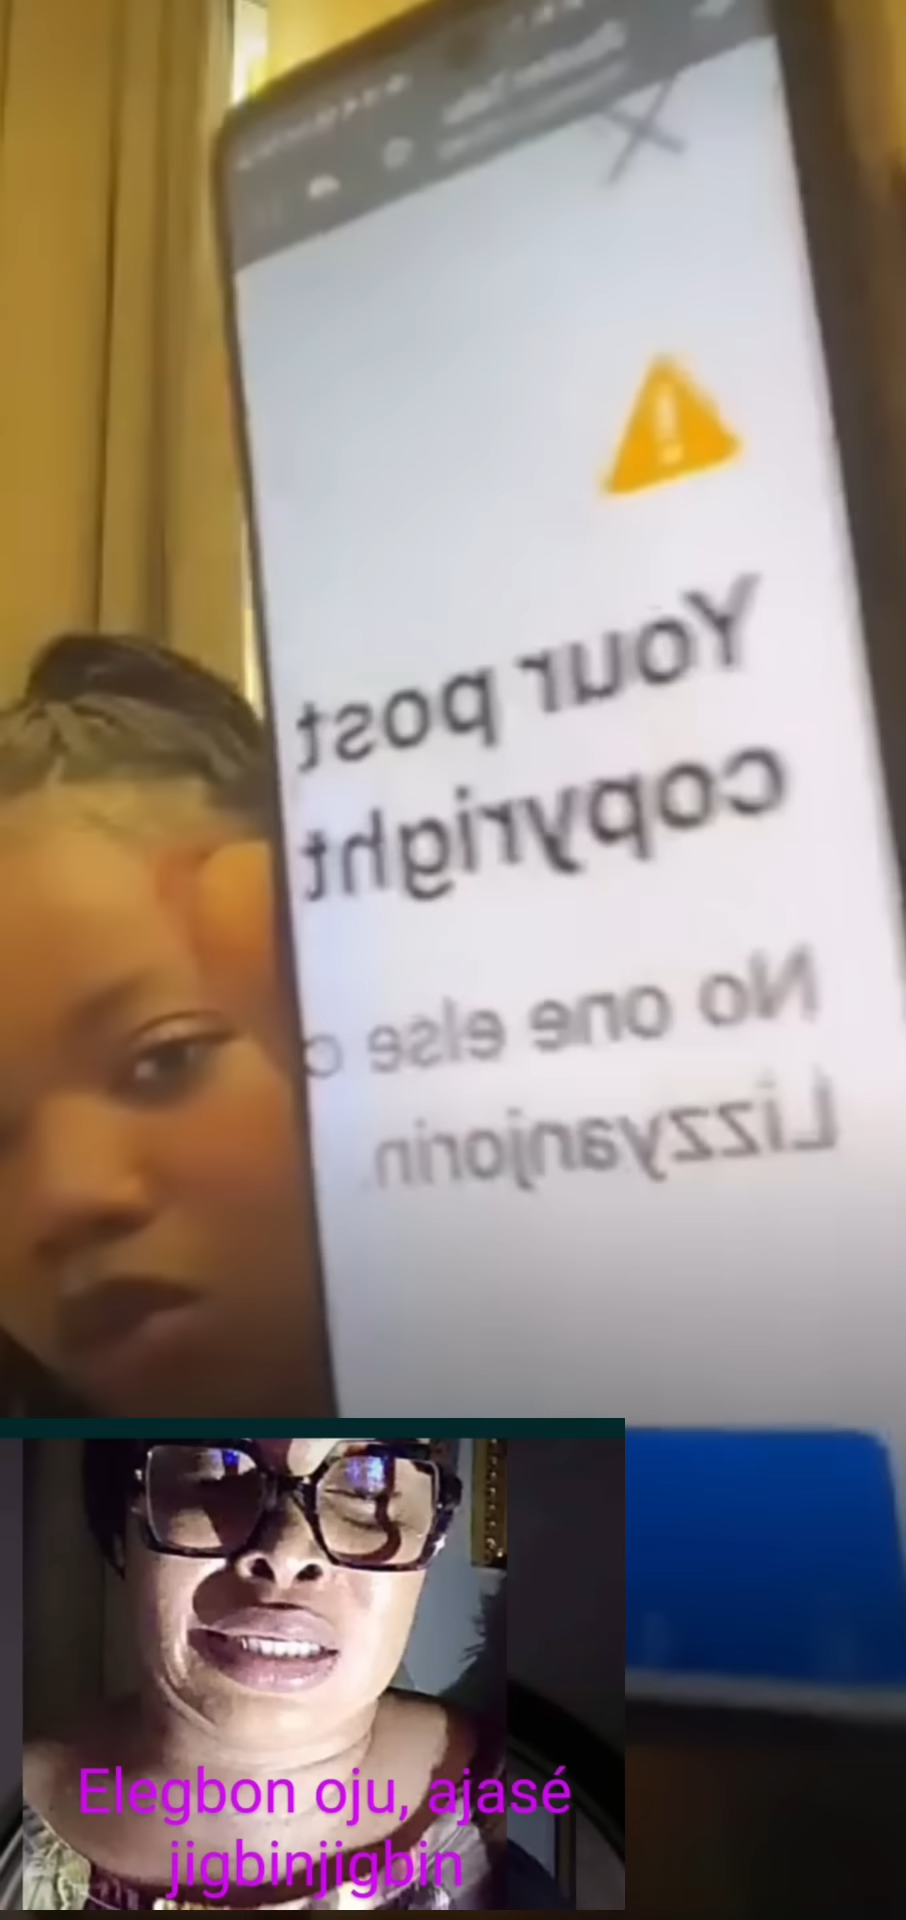 Your post
copyright
No one else c
Lizzyanjorin
Elegbon oju, ajasé
jigbinjigbin